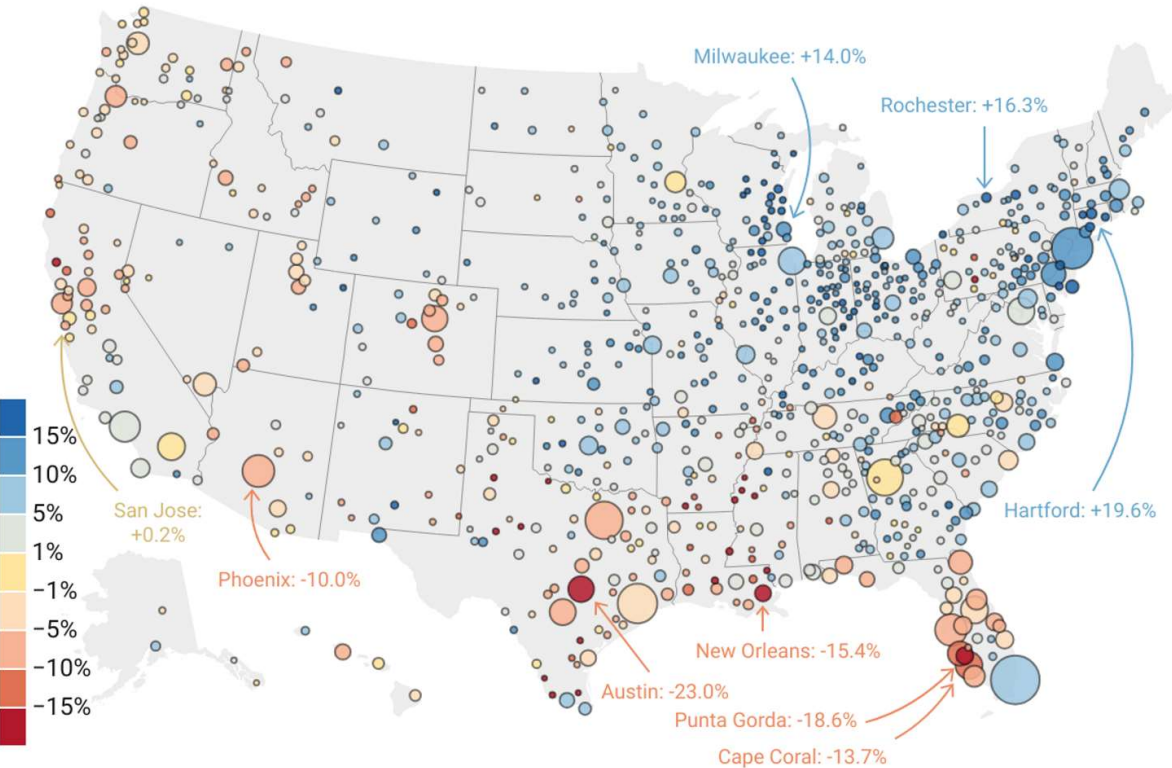 Milwaukee: +14.0%
Rochester: +16.3%
15%
10%
5%
1%
−1%
−5%
−10%
−15%
San Jose:
+0.2%
Phoenix: -10.0%
Hartford: +19.6%
New Orleans: -15.4%
Austin: -23.0%
Punta Gorda: -18.6%
Cape Coral: -13.7%